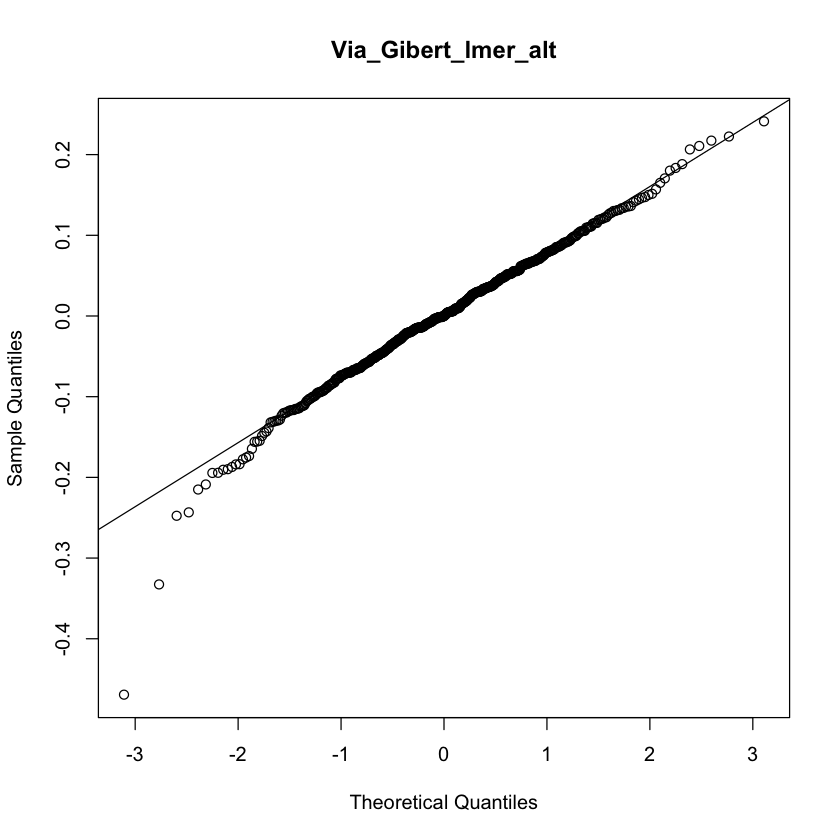 Via_Gibert_lmer_alt
0.2
0.1
0.0
-0.1
-0.2
-0.3
-0.4
Sample Quantiles
-3 -2 -1 0 1 2 3
Theoretical Quantiles